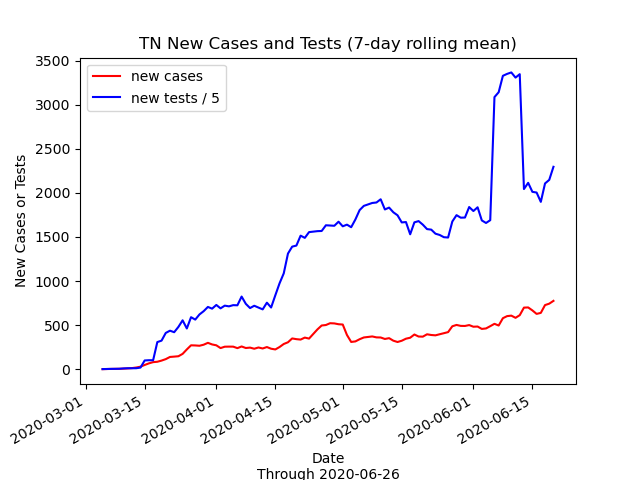 TN New Cases and Tests (7-day rolling mean)
new cases
new tests / 5
3500
3000
2500
2000
1500
1000
500
0
New Cases or Tests
2020-03-01
2020-03-15
2020-04-01
2020-04-15
2020-05-01
2020-05-15
2020-06-01
2020-06-15
Date
Through 2020-06-26